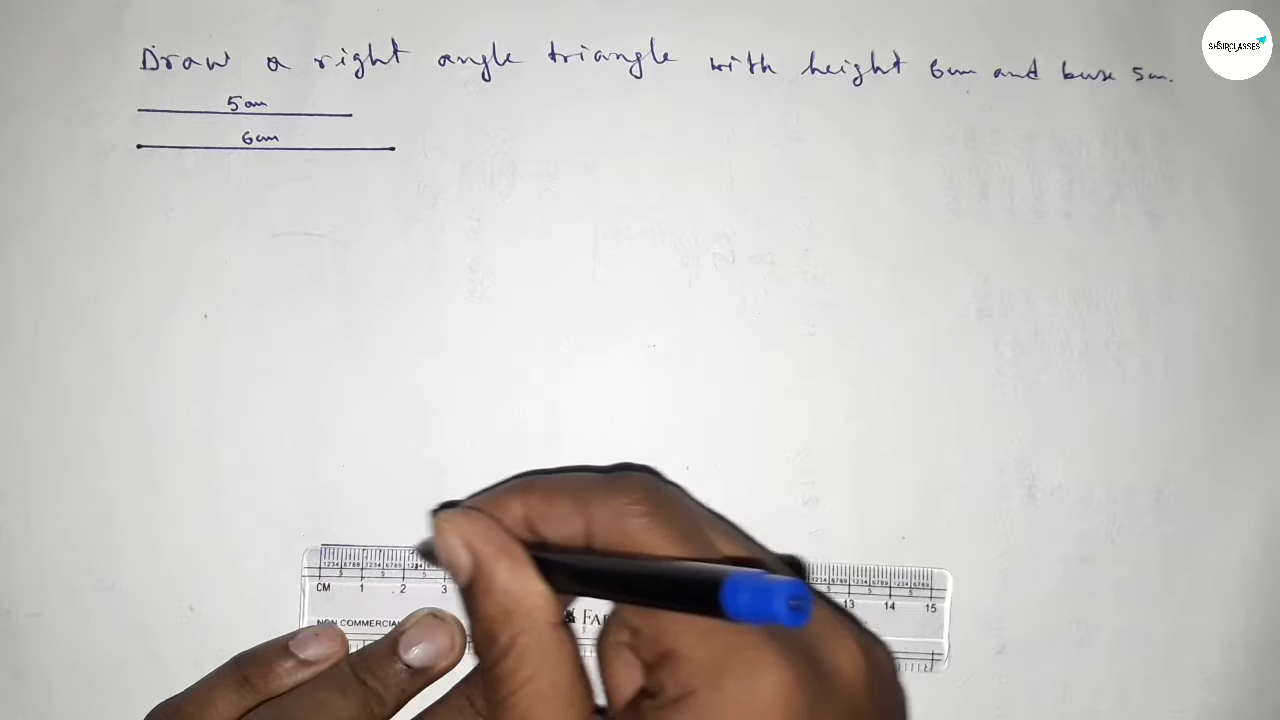 Draw a right angle triangle with height 6cm and base 5cm.
5cm
6cm
SHSIRCLASSES
CM 1 2 3 13 14 15
NON COMMERCIAL